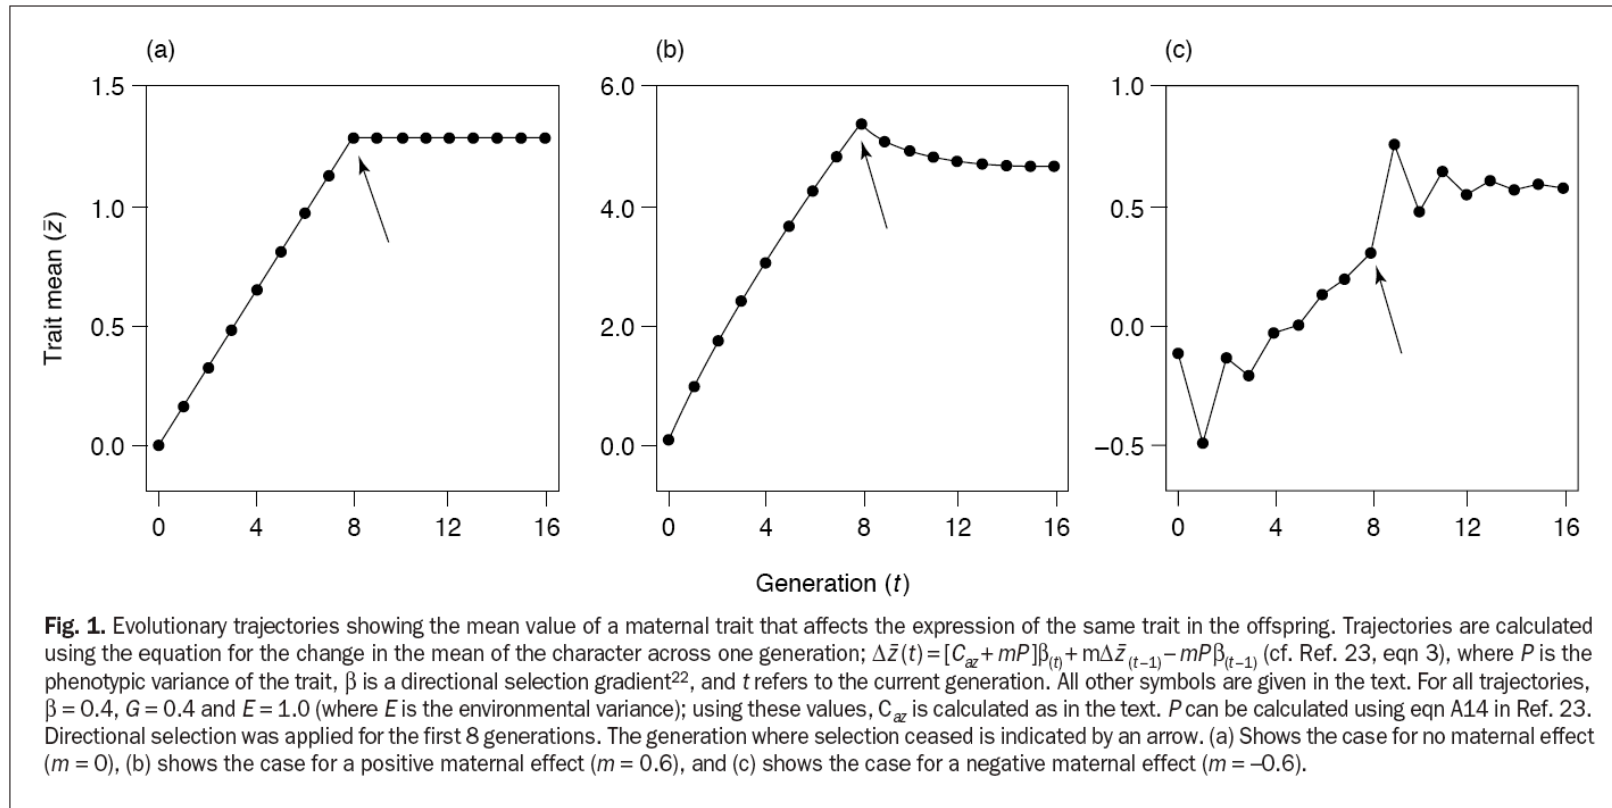 (a)
(b)
(c)
1.5
1.0
0.5
0.0
6.0
4.0
2.0
0.0
1.0
0.5
0.0
−0.5
Trait mean (z̄)
0 4 8 12 16
0 4 8 12 16
0 4 8 12 16
Generation (t)
Fig. 1. Evolutionary trajectories showing the mean value of a maternal trait that affects the expression of the same trait in the offspring. Trajectories are calculated
using the equation for the change in the mean of the character across one generation; Δz̄(t) = [C_az + mP]β_(t) + mΔz̄_(t−1) − mPβ_(t−1) (cf. Ref. 23, eqn 3), where P is the
phenotypic variance of the trait, β is a directional selection gradient²², and t refers to the current generation. All other symbols are given in the text. For all trajectories,
β = 0.4, G = 0.4 and E = 1.0 (where E is the environmental variance); using these values, C_az is calculated as in the text. P can be calculated using eqn A14 in Ref. 23.
Directional selection was applied for the first 8 generations. The generation where selection ceased is indicated by an arrow. (a) Shows the case for no maternal effect
(m = 0), (b) shows the case for a positive maternal effect (m = 0.6), and (c) shows the case for a negative maternal effect (m = –0.6).